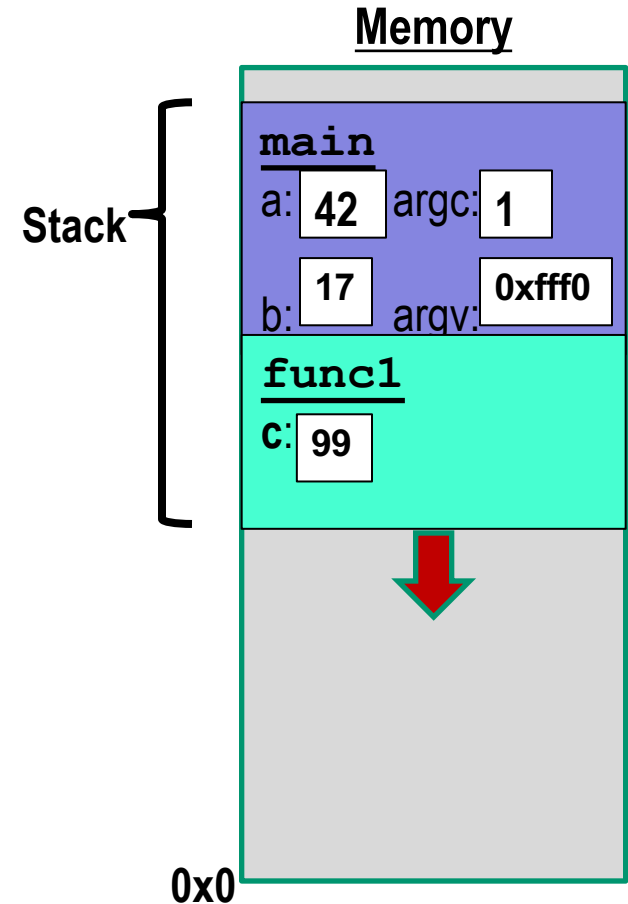 Memory
main
a: 42 argc: 1
Stack
b: 17 argv: 0xfff0
func1
c: 99
0x0